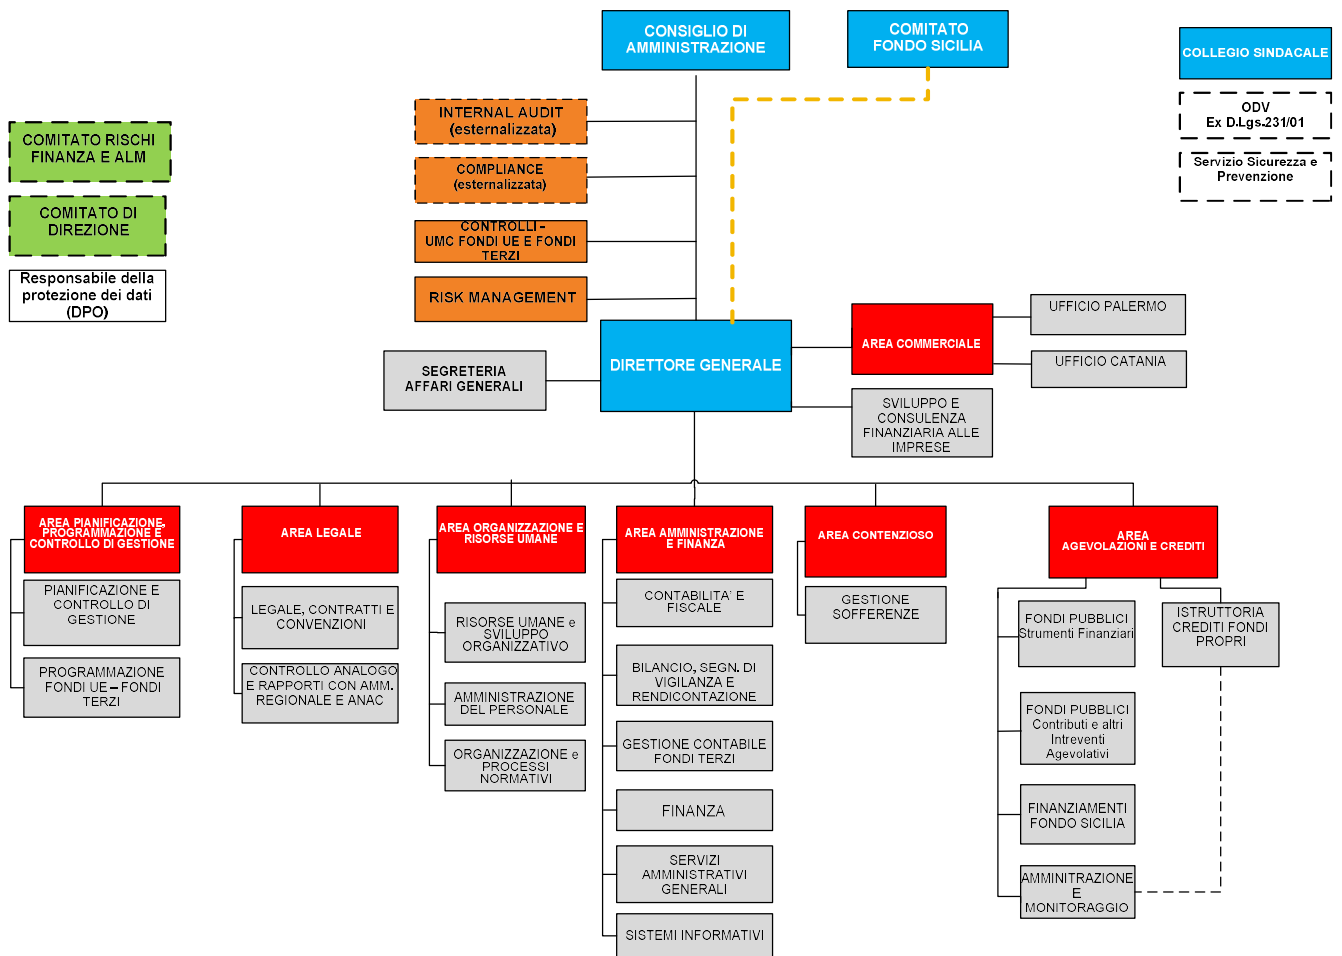 CONSIGLIO DI
AMMINISTRAZIONE
COMITATO
FONDO SICILIA
COLLEGIO SINDACALE
ODV
Ex D.Lgs.231/01
Servizio Sicurezza e
Prevenzione
COMITATO RISCHI
FINANZA E ALM
COMITATO DI
DIREZIONE
Responsabile della
protezione dei dati
(DPO)
INTERNAL AUDIT
(esternalizzata)
COMPLIANCE
(esternalizzata)
CONTROLLI –
UMC FONDI UE E FONDI
TERZI
RISK MANAGEMENT
DIRETTORE GENERALE
SEGRETERIA
AFFARI GENERALI
AREA COMMERCIALE
UFFICIO PALERMO
UFFICIO CATANIA
SVILUPPO E
CONSULENZA
FINANZIARIA ALLE
IMPRESE
AREA PIANIFICAZIONE,
PROGRAMMAZIONE E
CONTROLLO DI GESTIONE
PIANIFICAZIONE E
CONTROLLO DI
GESTIONE
PROGRAMMAZIONE
FONDI UE – FONDI
TERZI
AREA LEGALE
LEGALE, CONTRATTI E
CONVENZIONI
CONTROLLO ANALOGO
E RAPPORTI CON AMM.
REGIONALE E ANAC
AREA ORGANIZZAZIONE E
RISORSE UMANE
RISORSE UMANE e
SVILUPPO
ORGANIZZATIVO
AMMINISTRAZIONE
DEL PERSONALE
ORGANIZZAZIONE e
PROCESSI
NORMATIVI
AREA AMMINISTRAZIONE
E FINANZA
CONTABILITA' E
FISCALE
BILANCIO, SEGN. DI
VIGILANZA E
RENDICONTAZIONE
GESTIONE CONTABILE
FONDI TERZI
FINANZA
SERVIZI
AMMINISTRATIVI
GENERALI
SISTEMI INFORMATIVI
AREA CONTENZIOSO
GESTIONE
SOFFERENZE
AREA
AGEVOLAZIONI E CREDITI
FONDI PUBBLICI
Strumenti Finanziari
FONDI PUBBLICI
Contributi e altri
Intreventi
Agevolativi
FINANZIAMENTI
FONDO SICILIA
AMMINITRAZIONE
E
MONITORAGGIO
ISTRUTTORIA
CREDITI FONDI
PROPRI